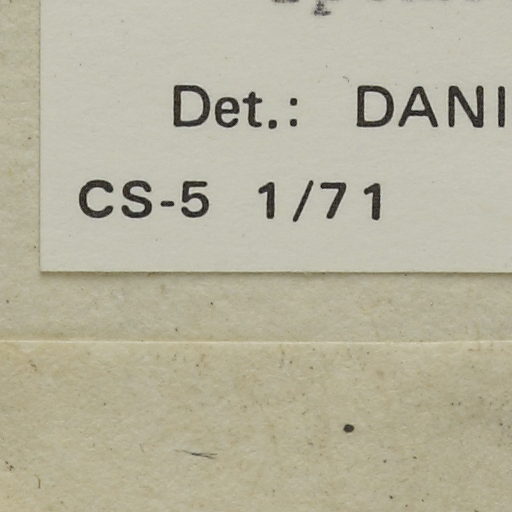 Det.: DANI
CS-5 1/71